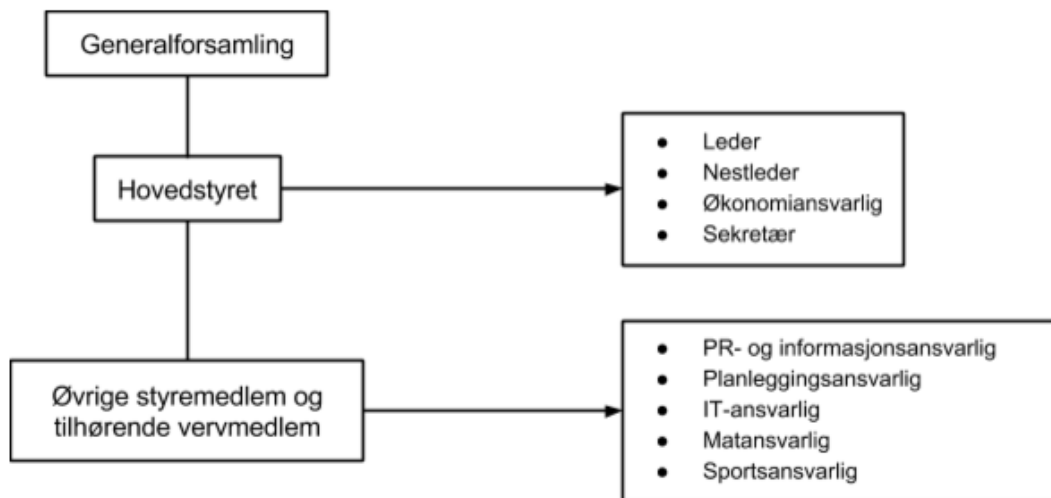 Generalforsamling
Hovedstyret
● Leder
● Nestleder
● Økonomiansvarlig
● Sekretær
Øvrige styremedlem og
tilhørende vervmedlem
● PR- og informasjonsansvarlig
● Planleggingsansvarlig
● IT-ansvarlig
● Matansvarlig
● Sportsansvarlig